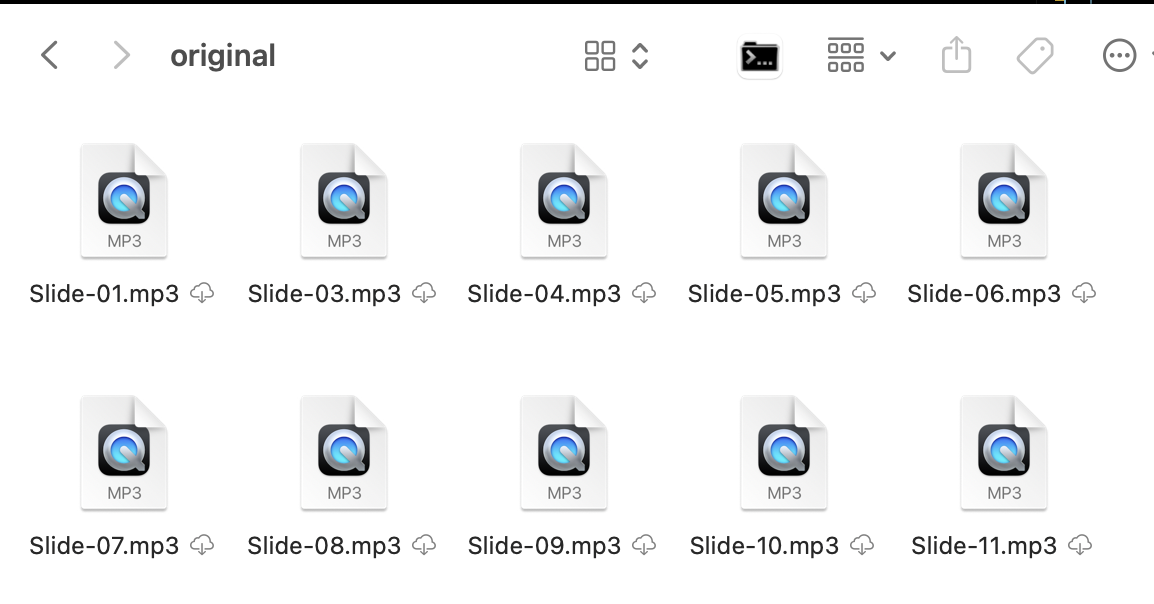 original
MP3 MP3 MP3 MP3 MP3
Slide-01.mp3 Slide-03.mp3 Slide-04.mp3 Slide-05.mp3 Slide-06.mp3
MP3 MP3 MP3 MP3 MP3
Slide-07.mp3 Slide-08.mp3 Slide-09.mp3 Slide-10.mp3 Slide-11.mp3